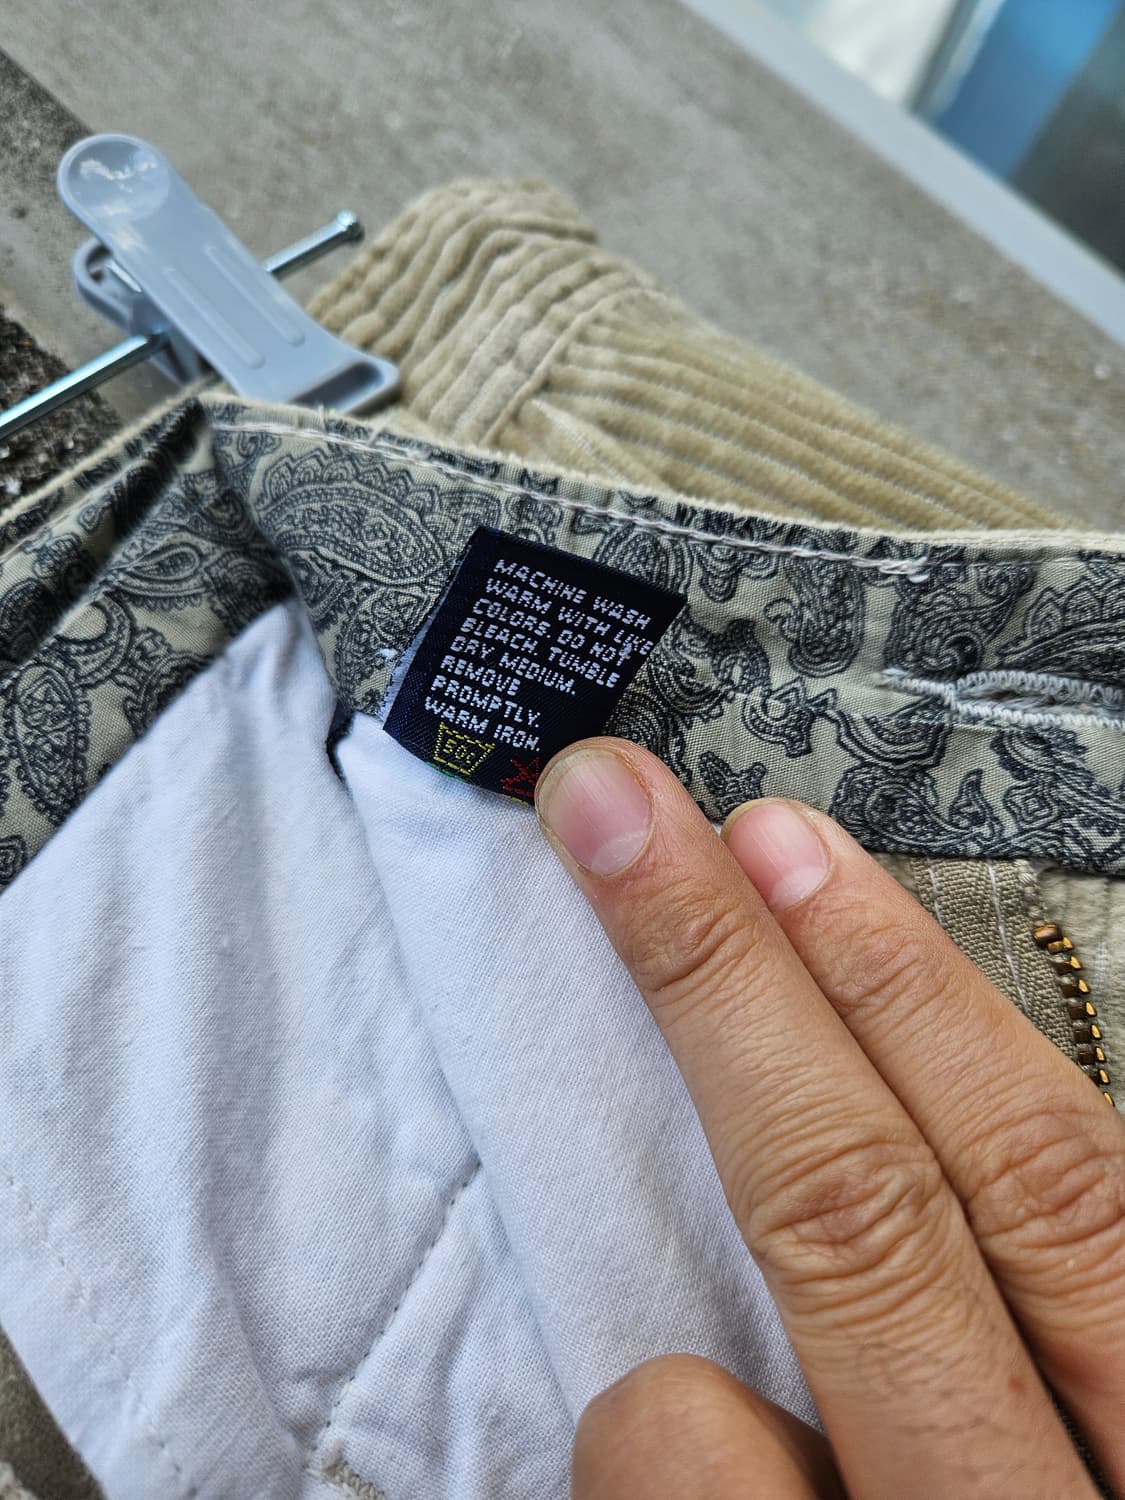 MACHINE WASH
WARM WITH LIKE
COLORS. DO NOT
BLEACH. TUMBLE
DRY MEDIUM.
REMOVE
PROMPTLY.
WARM IRON.